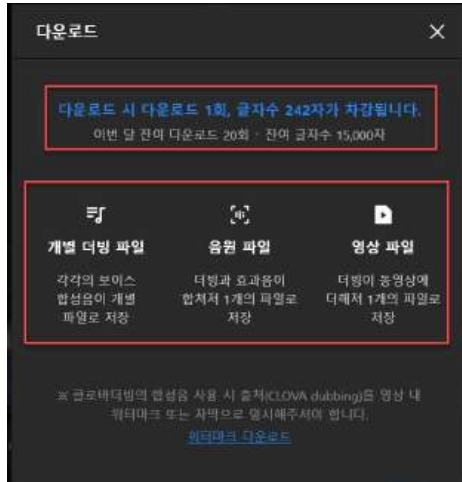 다운로드
다운로드 시 다운로드 1회, 글자수 242자가 차감됩니다.
이번 달 잔여 다운로드 20회 · 잔여 글자수 15,000자
개별 더빙 파일
음원 파일
영상 파일
각각의 보이스
합성음이 개별
파일로 저장
더빙과 효과음이
합쳐저 1개의 파일로
저장
더빙이 동영상에
더해저 1개의 파일로
저장
※ 클로바더빙의 합성음 사용 시 출처(CLOVA dubbing)를 영상 내
워터마크 또는 자막으로 명시해주셔야 합니다.
워터마크 다운로드